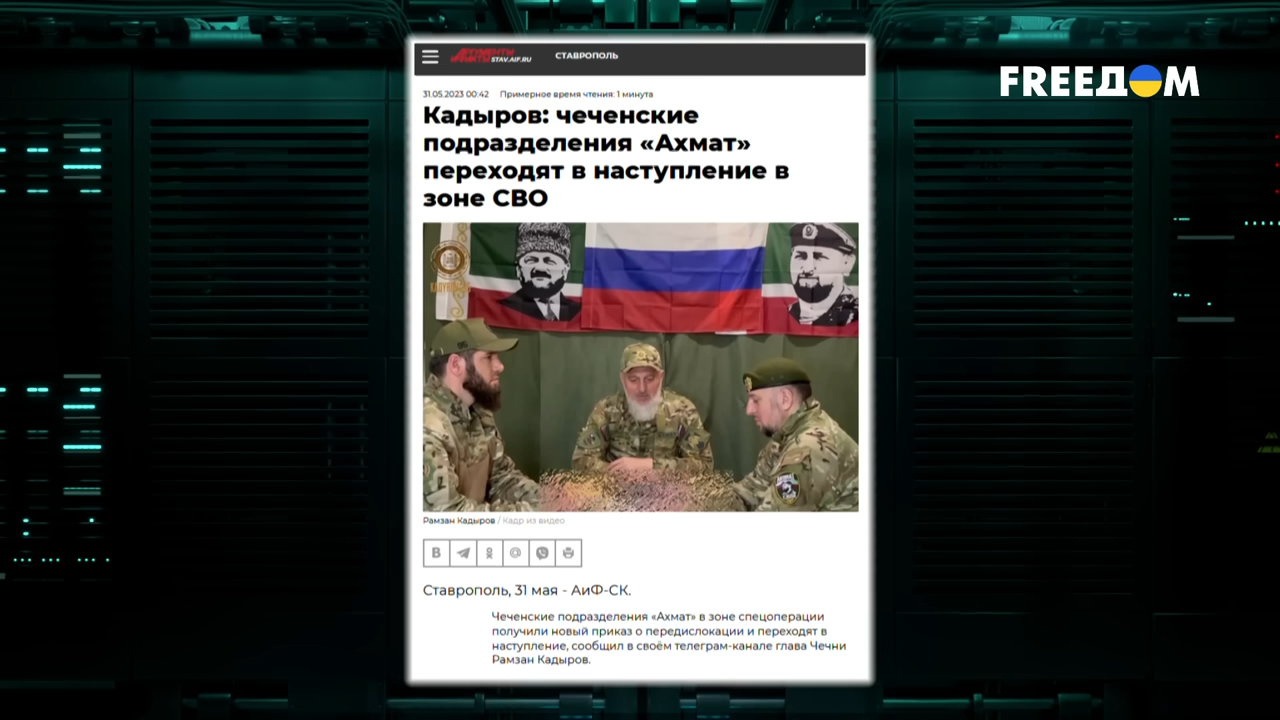 FREEДОМ
АРГУМЕНТЫ
ФАКТЫ STAV.AIF.RU
СТАВРОПОЛЬ
31.05.2023 00:42 Примерное время чтения: 1 минута
Кадыров: чеченские
подразделения «Ахмат»
переходят в наступление в
зоне СВО
Рамзан Кадыров / Кадр из видео
Ставрополь, 31 мая - АиФ-СК.
Чеченские подразделения «Ахмат» в зоне спецоперации
получили новый приказ о передислокации и переходят в
наступление, сообщил в своём телеграм-канале глава Чечни
Рамзан Кадыров.